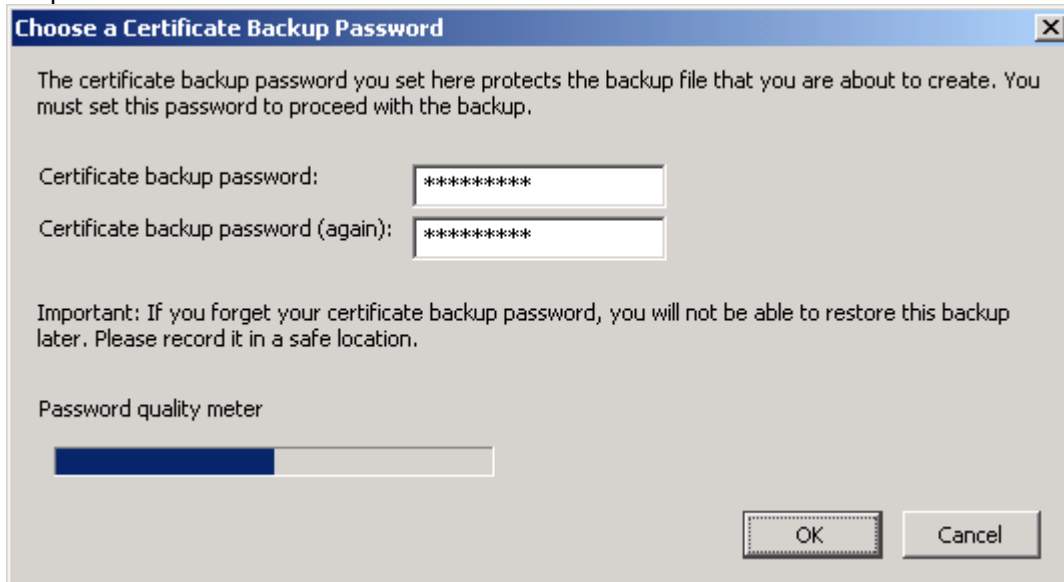 Choose a Certificate Backup Password
The certificate backup password you set here protects the backup file that you are about to create. You
must set this password to proceed with the backup.
Certificate backup password: *********
Certificate backup password (again): *********
Important: If you forget your certificate backup password, you will not be able to restore this backup
later. Please record it in a safe location.
Password quality meter
OK Cancel